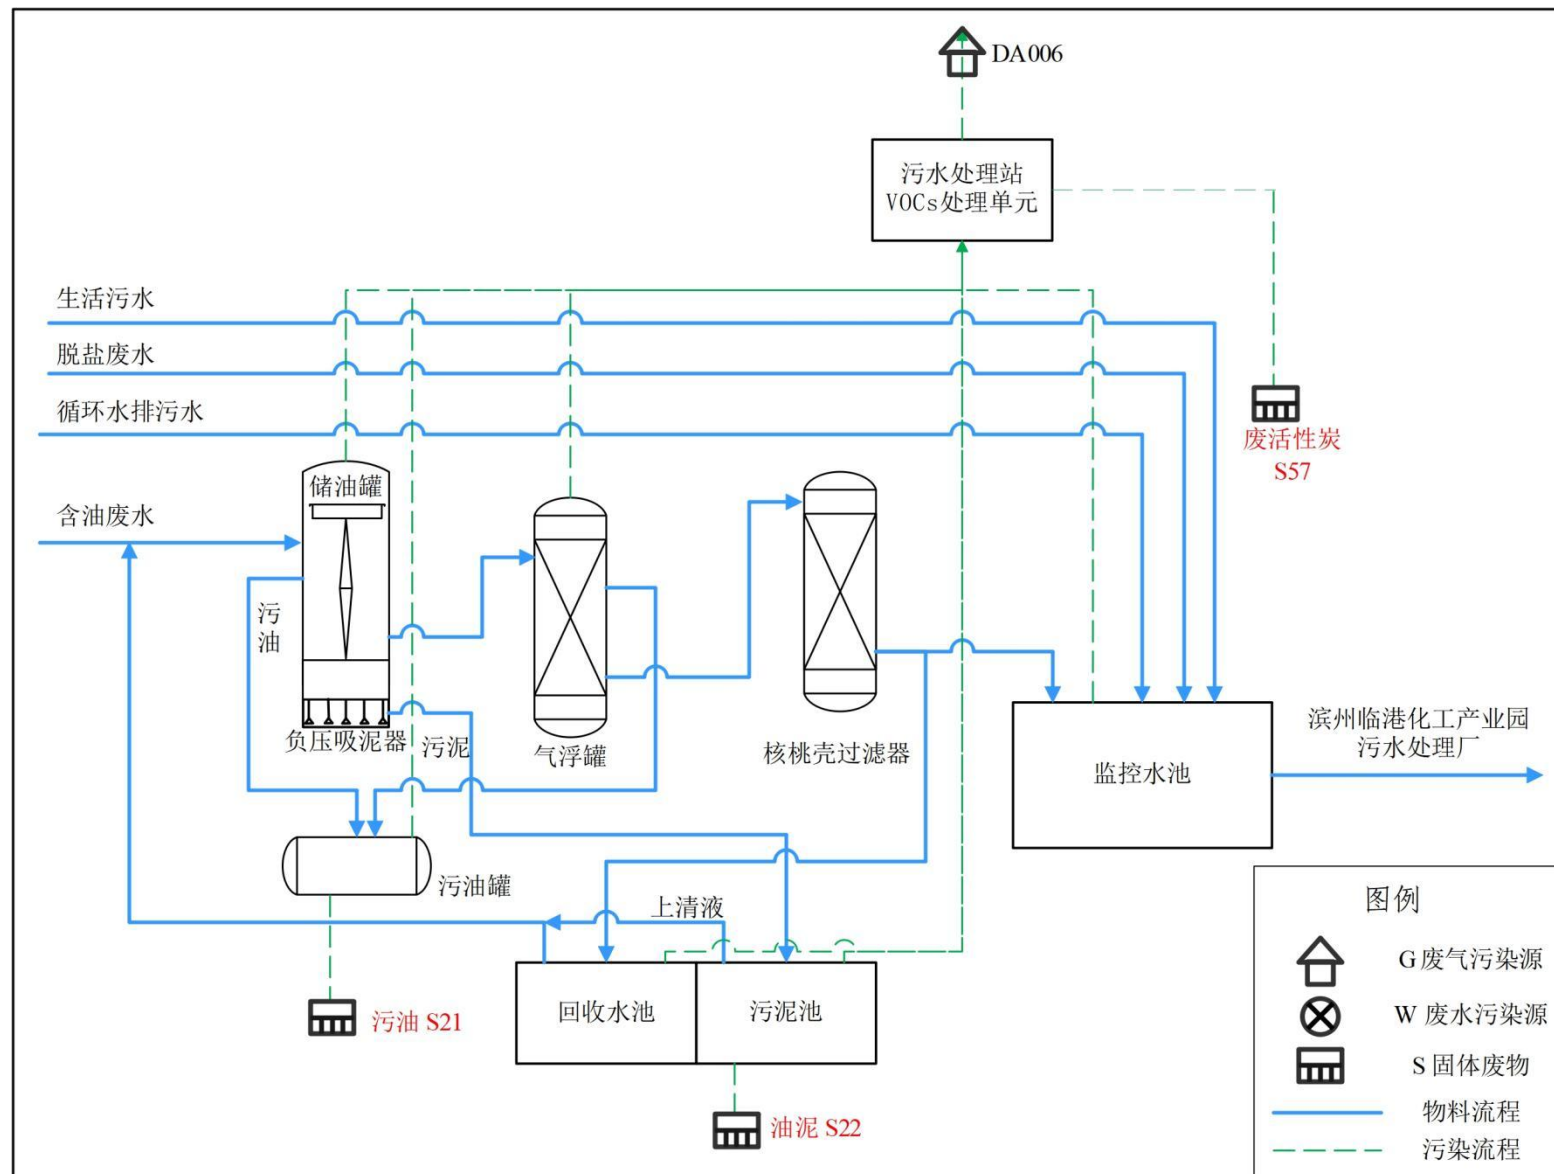 DA006
污水处理站
VOCs处理单元
生活污水
脱盐废水
循环水排污水
废活性炭
S57
储油罐
含油废水
污
油
负压吸泥器
污泥
气浮罐
核桃壳过滤器
监控水池
滨州临港化工产业园
污水处理厂
污油罐
上清液
回收水池
污泥池
污油 S21
油泥 S22
图例
G废气污染源
W 废水污染源
S固体废物
物料流程
污染流程